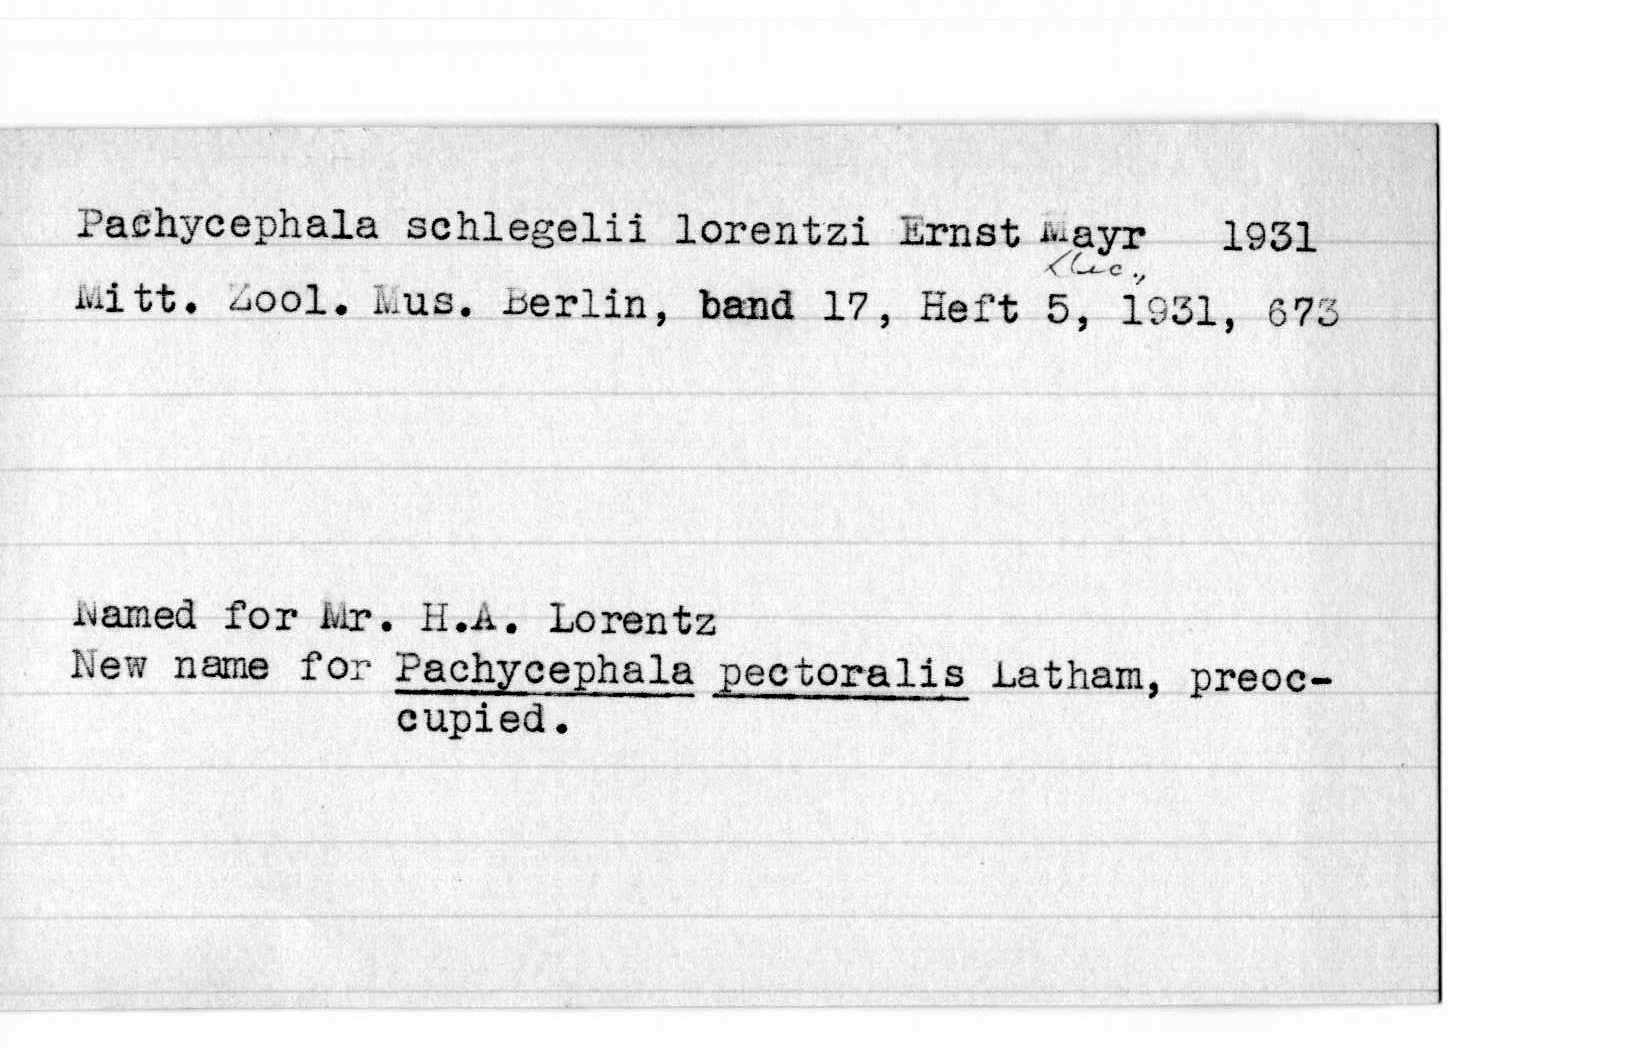 Pachycephala schlegelii lorentzi Ernst Mayr 1931
Dec.,
Mitt. Zool. Mus. Berlin, band 17, Heft 5, 1931, 673
Named for Mr. H.A. Lorentz
New name for Pachycephala pectoralis Latham, preoc-
cupied.